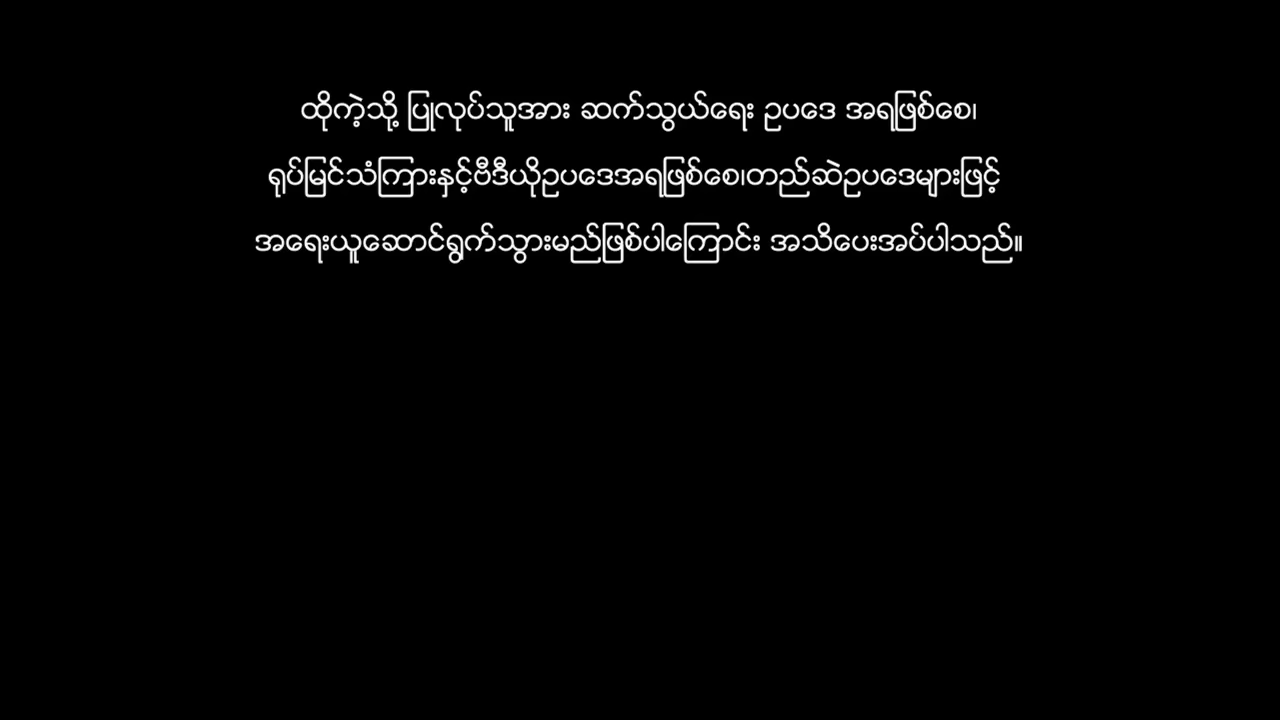 ထိုကဲ့သို့ ပြုလုပ်သူအား ဆက်သွယ်ရေး ဥပဒေ အရဖြစ်စေ၊
ရုပ်မြင်သံကြားနှင့်ဗီဒီယိုဥပဒေအရဖြစ်စေ၊တည်ဆဲဥပဒေများဖြင့်
အရေးယူဆောင်ရွက်သွားမည်ဖြစ်ပါကြောင်း အသိပေးအပ်ပါသည်။